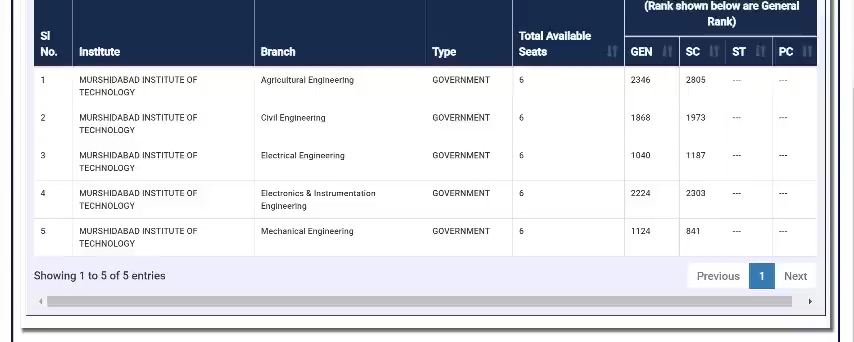 (Rank shown below are General
Rank)
Sl
No. Institute Branch Type Total Available
Seats GEN SC ST PC
1 MURSHIDABAD INSTITUTE OF
TECHNOLOGY Agricultural Engineering GOVERNMENT 6 2346 2805 --- ---
2 MURSHIDABAD INSTITUTE OF
TECHNOLOGY Civil Engineering GOVERNMENT 6 1868 1973 --- ---
3 MURSHIDABAD INSTITUTE OF
TECHNOLOGY Electrical Engineering GOVERNMENT 6 1040 1187 --- ---
4 MURSHIDABAD INSTITUTE OF
TECHNOLOGY Electronics & Instrumentation
Engineering GOVERNMENT 6 2224 2303 --- ---
5 MURSHIDABAD INSTITUTE OF
TECHNOLOGY Mechanical Engineering GOVERNMENT 6 1124 841 --- ---
Showing 1 to 5 of 5 entries
Previous 1 Next